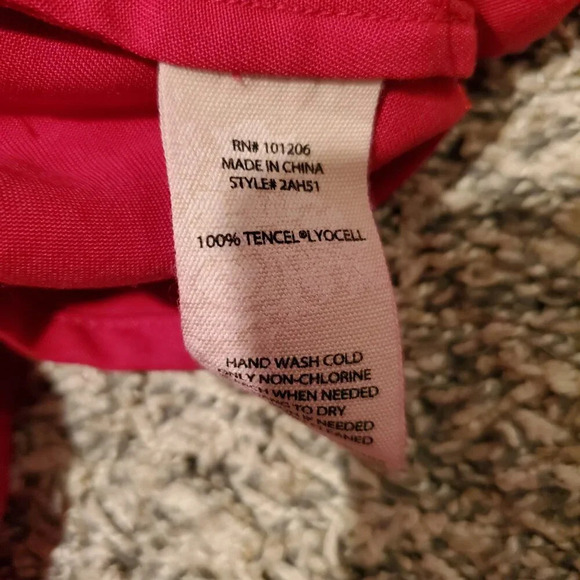 RN# 101206
MADE IN CHINA
STYLE# 2AH51
100% TENCEL®LYOCELL
HAND WASH COLD
ONLY NON-CHLORINE
WHEN NEEDED
TO DRY
NEEDED